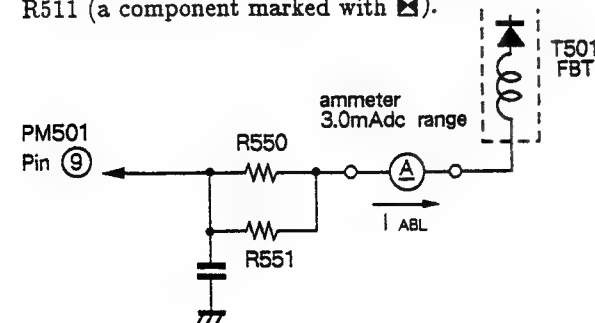 R511 (a component marked with ).
T501
FBT
ammeter
3.0mAdc range
PM501
Pin 9
R550
A
I ABL
R551